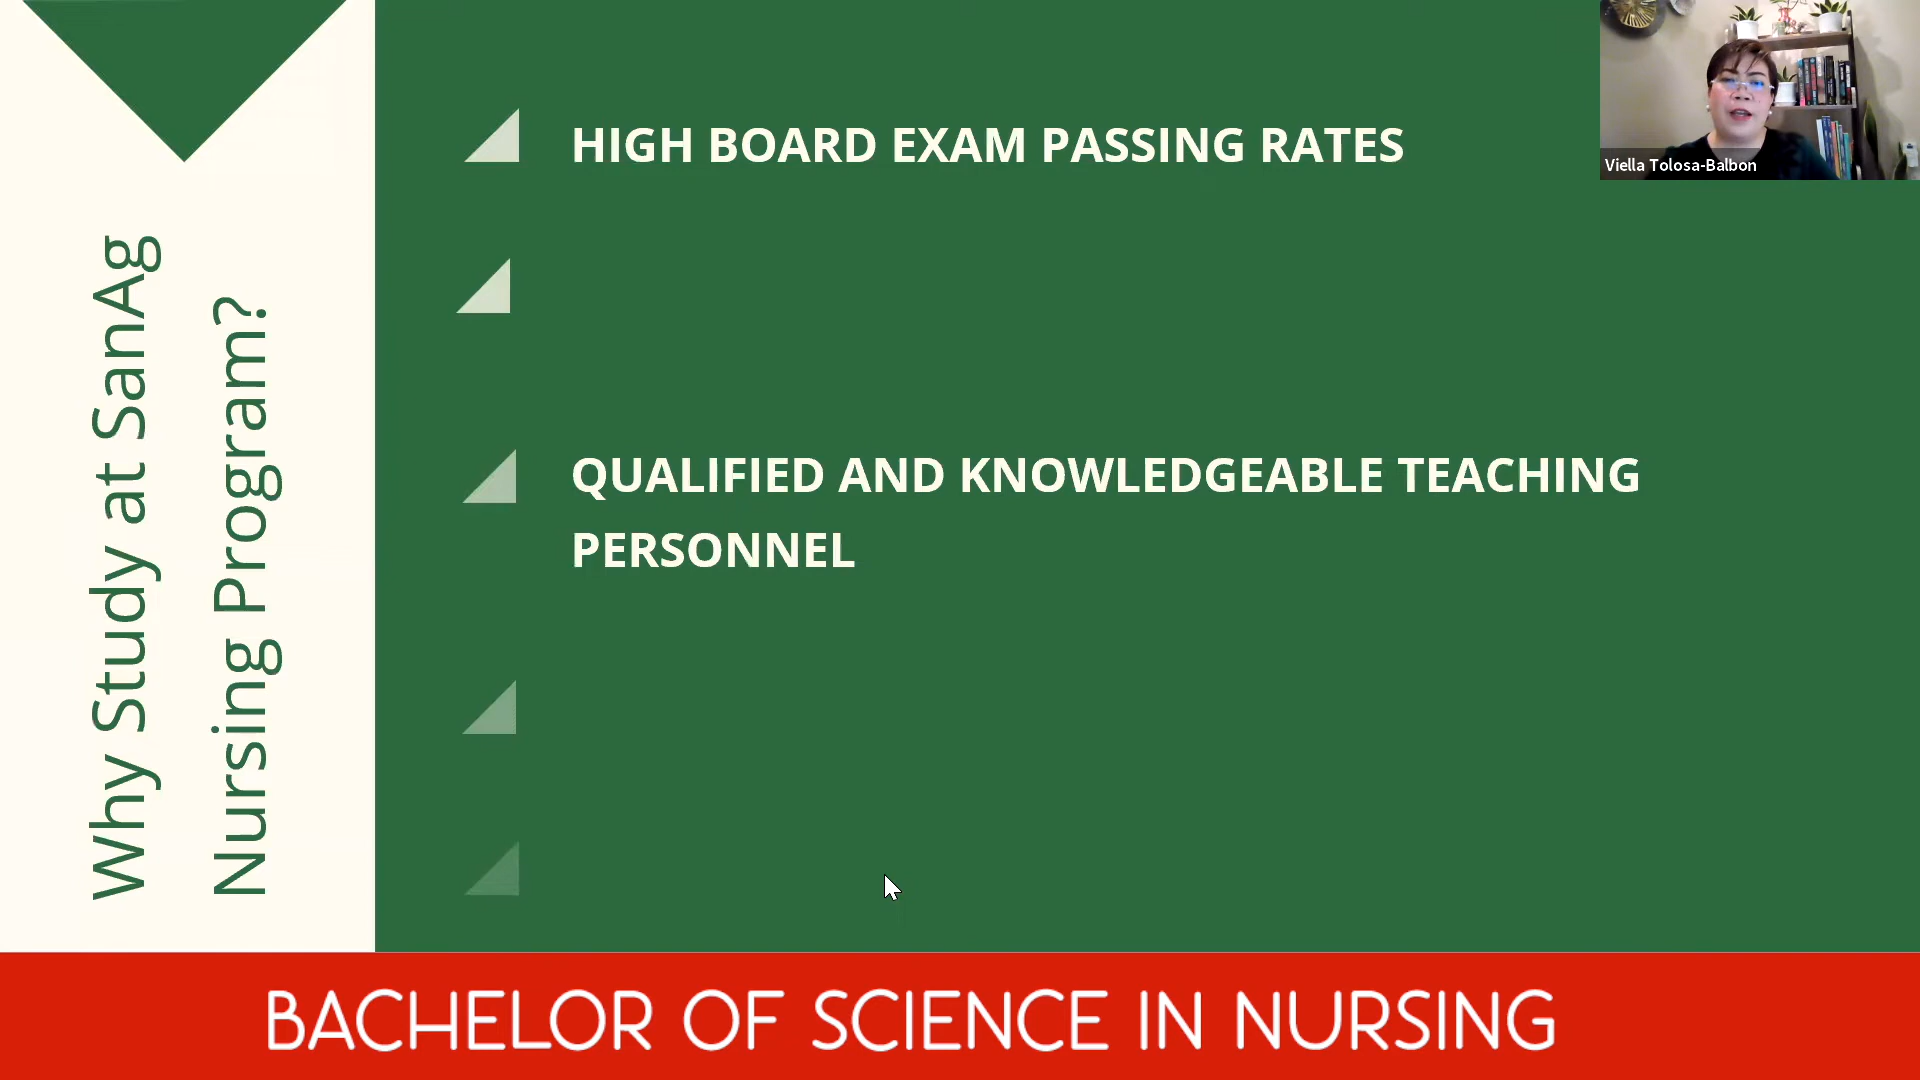 Why Study at SanAg
Nursing Program?
HIGH BOARD EXAM PASSING RATES
QUALIFIED AND KNOWLEDGEABLE TEACHING
PERSONNEL
Viella Tolosa-Balbon
BACHELOR OF SCIENCE IN NURSING